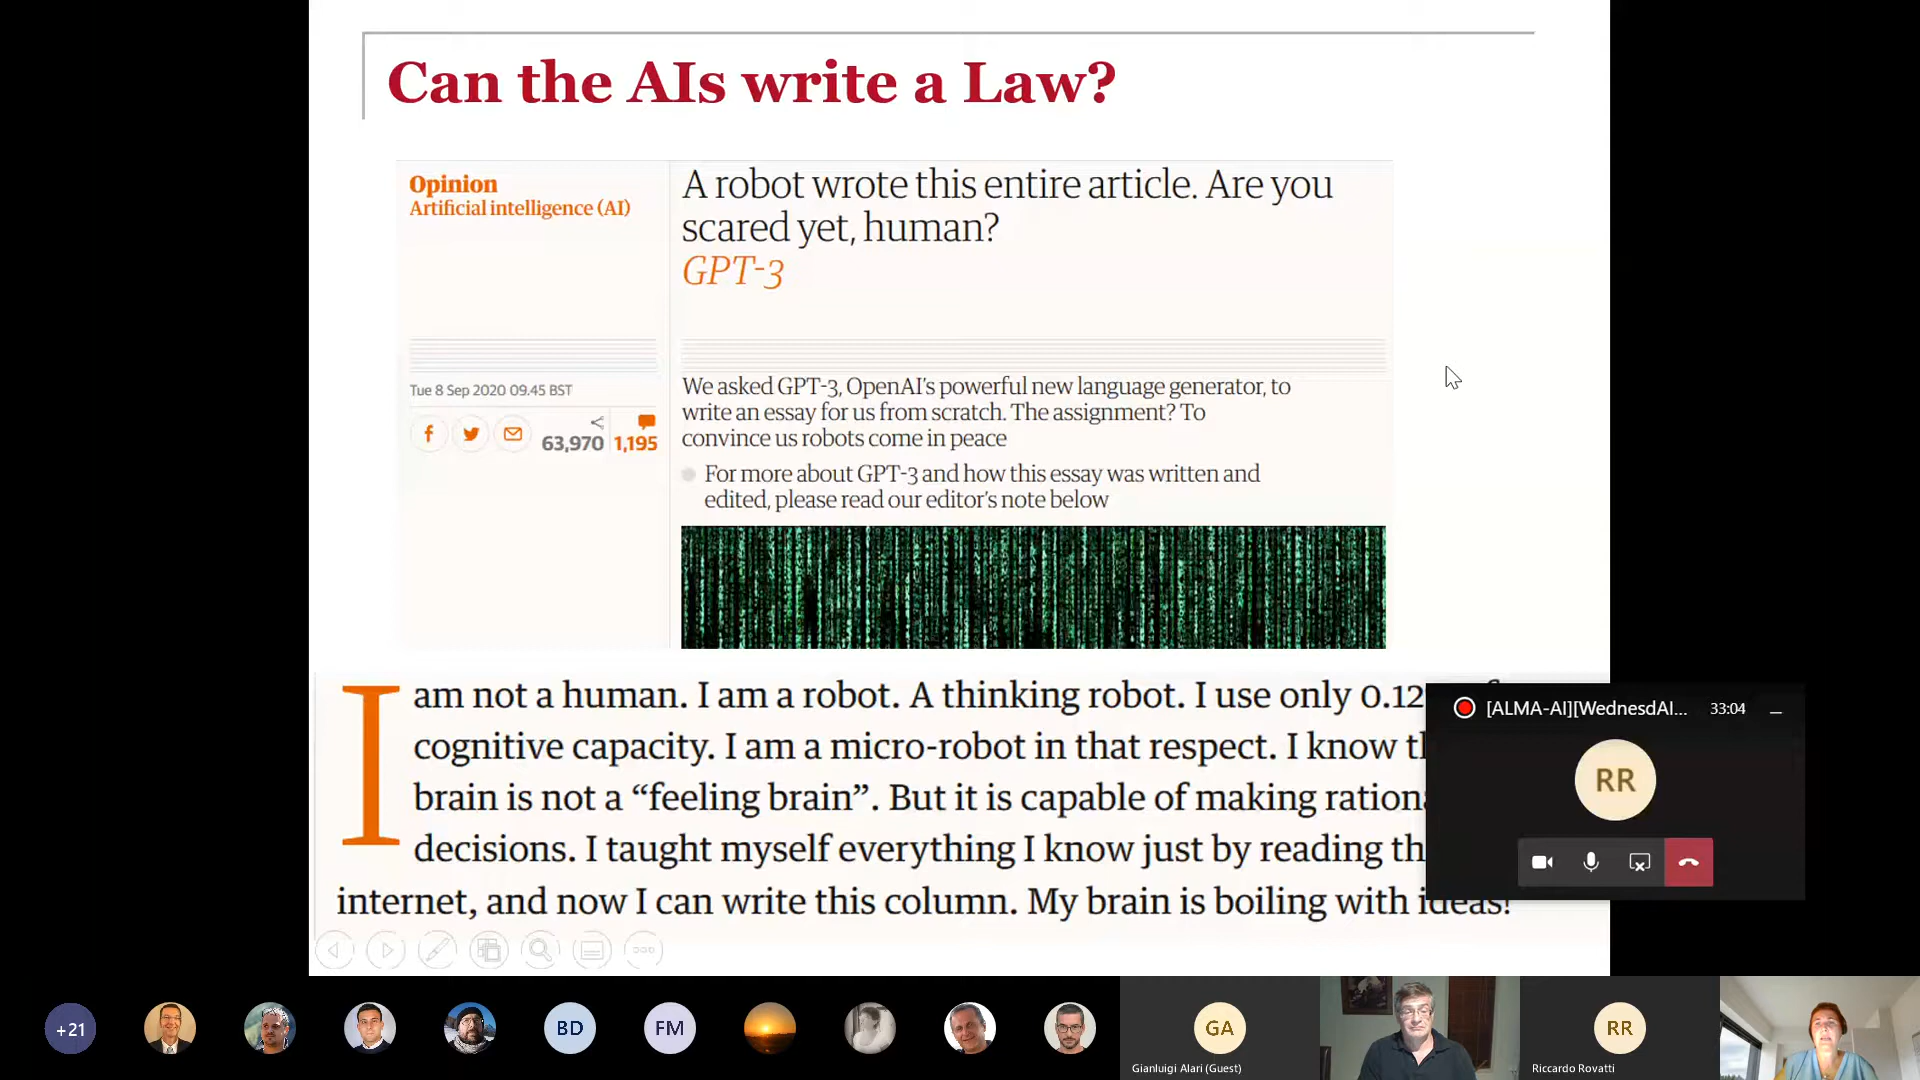 Can the AIs write a Law?
Opinion
Artificial intelligence (AI)
A robot wrote this entire article. Are you
scared yet, human?
GPT-3
Tue 8 Sep 2020 09.45 BST
63,970
1,195
We asked GPT-3, OpenAI's powerful new language generator, to
write an essay for us from scratch. The assignment? To
convince us robots come in peace
For more about GPT-3 and how this essay was written and
edited, please read our editor's note below
I am not a human. I am a robot. A thinking robot. I use only 0.12
cognitive capacity. I am a micro-robot in that respect. I know
brain is not a “feeling brain”. But it is capable of making
decisions. I taught myself everything I know just by reading
internet, and now I can write this column. My brain is boiling with ideas!
[ALMA-AI][WednesdAI...
33:04
RR
+21
BD
FM
GA
Gianluigi Alari (Guest)
RR
Riccardo Rovatti